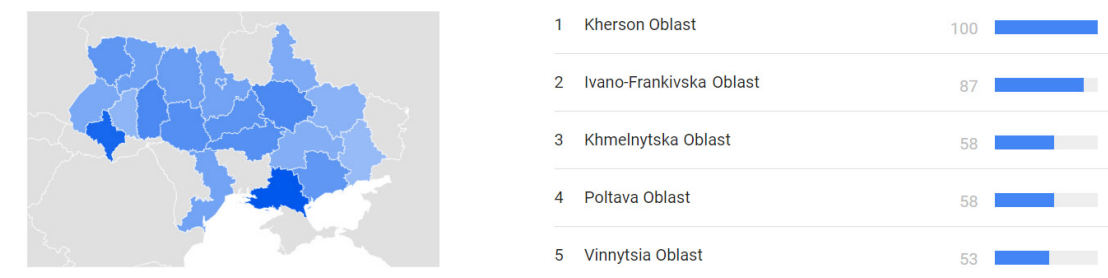 1 Kherson Oblast 100
2 Ivano-Frankivska Oblast 87
3 Khmelnytska Oblast 58
4 Poltava Oblast 58
5 Vinnytsia Oblast 53